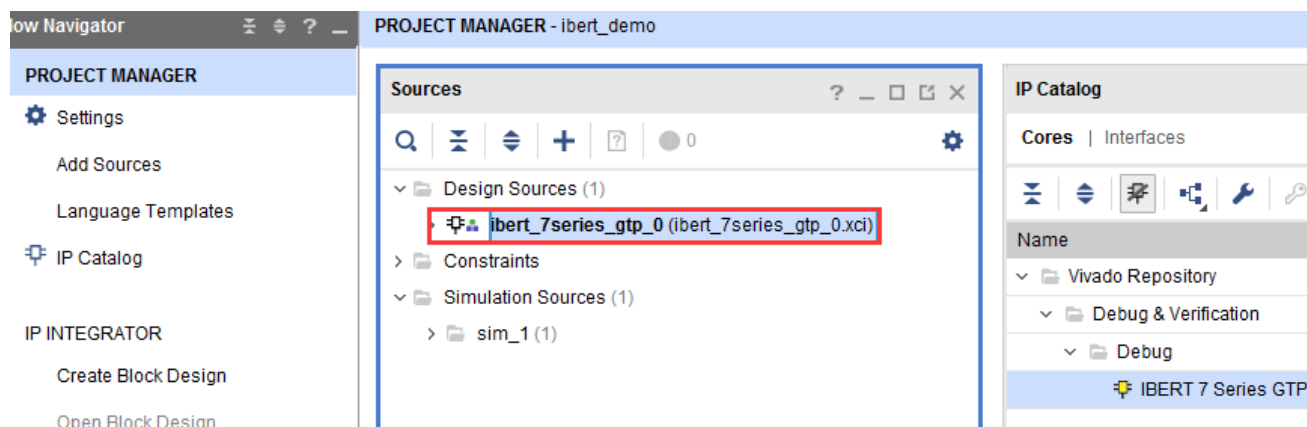 low Navigator
PROJECT MANAGER - ibert_demo
PROJECT MANAGER
Settings
Add Sources
Language Templates
IP Catalog
IP INTEGRATOR
Create Block Design
Open Block Design
Sources
0
Design Sources (1)
ibert_7series_gtp_0 (ibert_7series_gtp_0.xci)
Constraints
Simulation Sources (1)
sim_1 (1)
IP Catalog
Cores | Interfaces
Name
Vivado Repository
Debug & Verification
Debug
IBERT 7 Series GTP